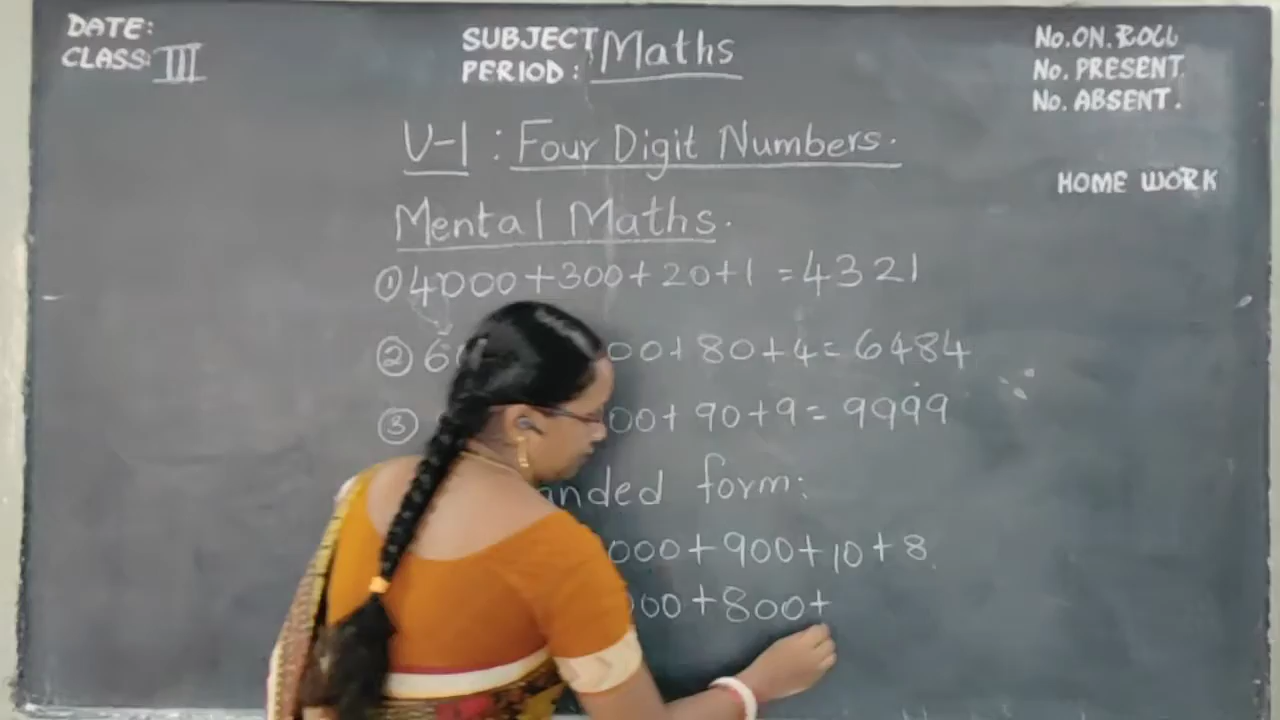 DATE:
CLASS: III
SUBJECT: Maths
PERIOD:
No. ON. ROLL
No. PRESENT.
No. ABSENT.
HOME WORK
U-1: Four Digit Numbers.
Mental Maths.
① 4000+300+20+1 = 4321
② 6 00+80+4= 6484
③ 00+90+9= 9999
anded form:
000+900+10+8.
00+800+